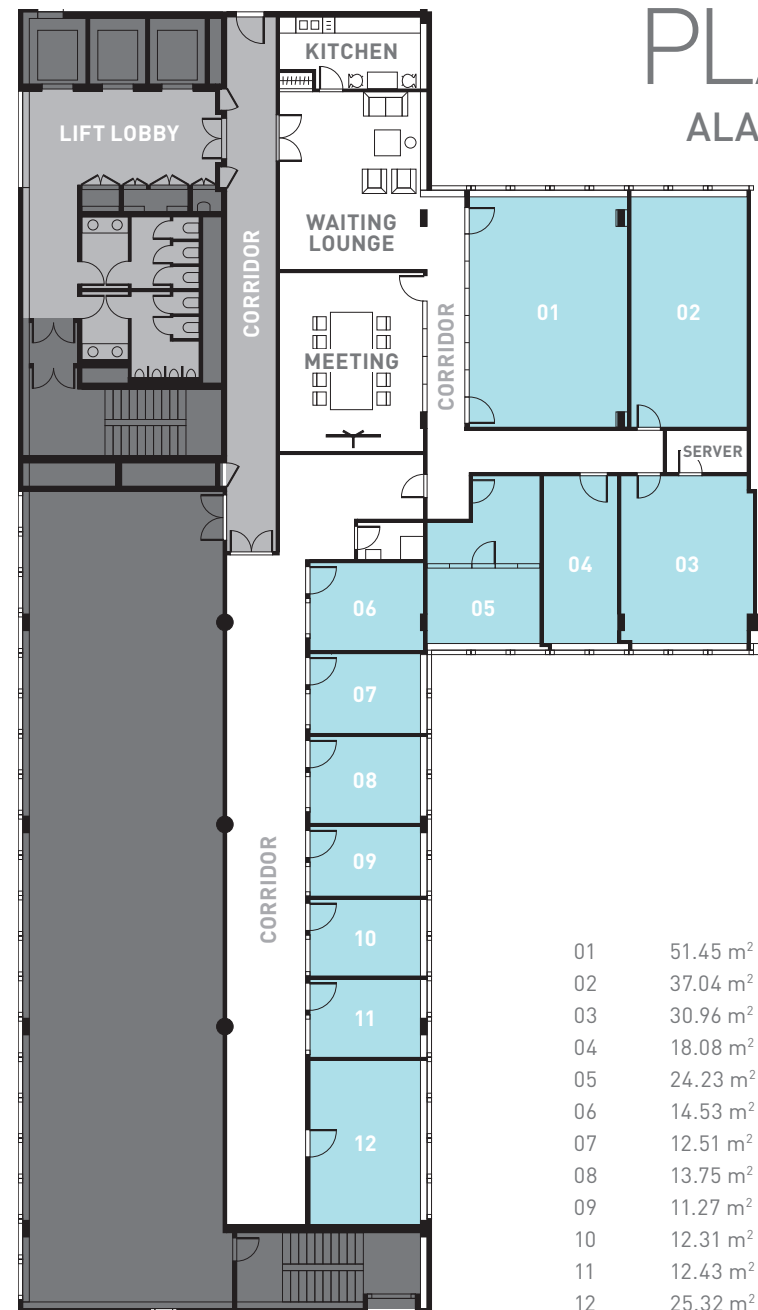 PLA
ALA
KITCHEN
LIFT LOBBY
WAITING
LOUNGE
CORRIDOR
MEETING
CORRIDOR
01
02
SERVER
03
04
05
06
07
08
09
10
11
12
CORRIDOR
01 51.45 m²
02 37.04 m²
03 30.96 m²
04 18.08 m²
05 24.23 m²
06 14.53 m²
07 12.51 m²
08 13.75 m²
09 11.27 m²
10 12.31 m²
11 12.43 m²
12 25.32 m²